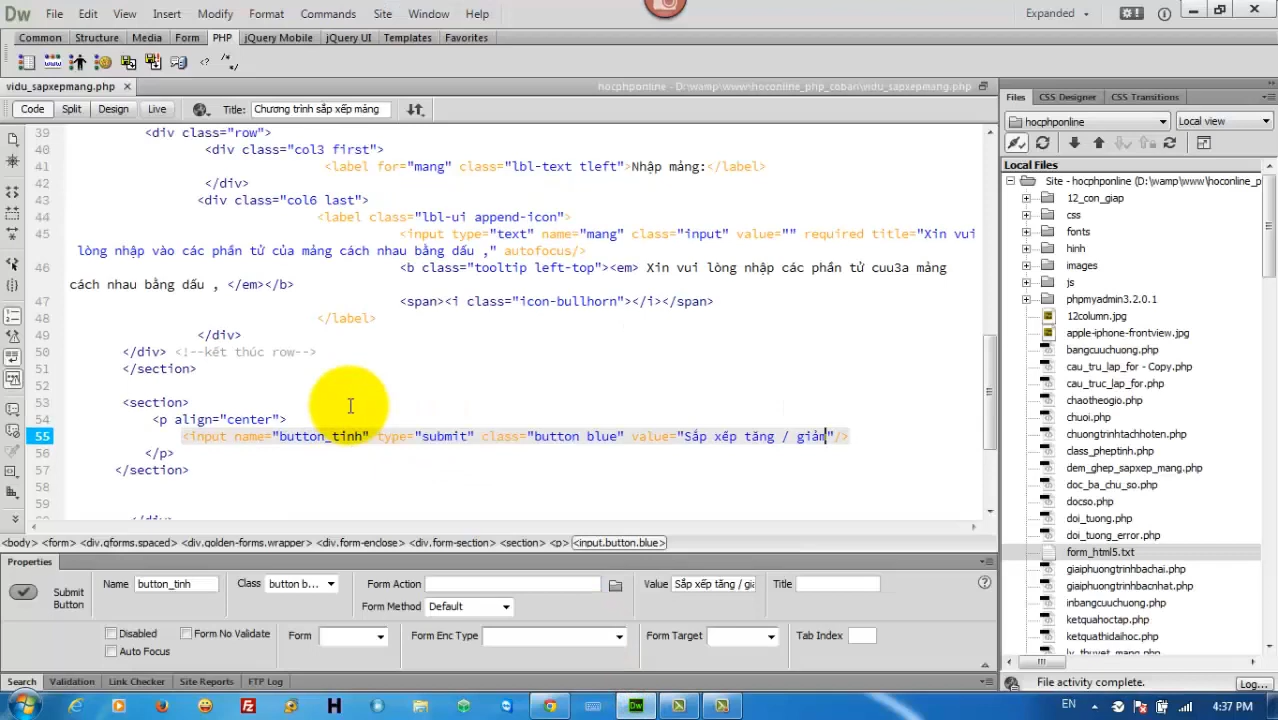 Dw File Edit View Insert Modify Format Commands Site Window Help Expanded
Common Structure Media Form PHP jQuery Mobile jQuery UI Templates Favorites
vidu_sapxepmang.php
hocphponline - D:\wamp\www\hoconline_php_coban\vidu_sapxepmang.php
Code Split Design Live Title: Chương trình sắp xếp mảng
39 <div class="row">
40 <div class="col3 first">
41 <label for="mang" class="lbl-text tleft">Nhập mảng:</label>
42 </div>
43 <div class="col6 last">
44 <label class="lbl-ui append-icon">
45 <input type="text" name="mang" class="input" value="" required title="Xin vui
lòng nhập vào các phần tử của mảng cách nhau bằng dấu ," autofocus/>
46 <b class="tooltip left-top"><em> Xin vui lòng nhập các phần tử cuu3a mảng
cách nhau bằng dấu , </em></b>
47 <span><i class="icon-bullhorn"></i></span>
48 </label>
49 </div>
50 </div> <!--kết thúc row-->
51 </section>
52
53 <section>
54 <p align="center">
55 <input name="button_tinh" type="submit" class="button blue" value="Sắp xếp tăng / giảm"/>
56 </p>
57 </section>
58
59
</div>
<body> <form> <div.gforms.spaced> <div.golden-forms.wrapper> <div.form-enclose> <div.form-section> <section> <p> <input.button.blue>
Properties
Submit
Button
Name button_tinh Class button b... Form Action Value Sắp xếp tăng / giả Title
Form Method Default
Disabled Form No Validate Form Form Enc Type Form Target Tab Index
Auto Focus
Search Validation Link Checker Site Reports FTP Log
Files CSS Designer CSS Transitions
hocphponline Local view
Local Files
Site - hocphponline (D:\wamp\www\hoconline_p
12_con_giap
css
fonts
hinh
images
js
phpmyadmin3.2.0.1
12column.jpg
apple-iphone-frontview.jpg
bangcuuchuong.php
cau_tru_lap_for - Copy.php
cau_truc_lap_for.php
chaotheogio.php
chuoi.php
chuongtrinhtachhoten.php
chuongtrinhtinhtoan.php
dem_ghep_sapxep_mang.php
doc_ba_chu_so.php
docso.php
doi_tuong.php
doi_tuong_error.php
form_html5.txt
giaiphuongtrinhbachai.php
giaiphuongtrinhbacnhat.php
inbangcuuchuong.php
ketquahoctap.php
ketquathidaihoc.php
ly_thuyet_mang.php
File activity complete. Log...
EN 4:37 PM